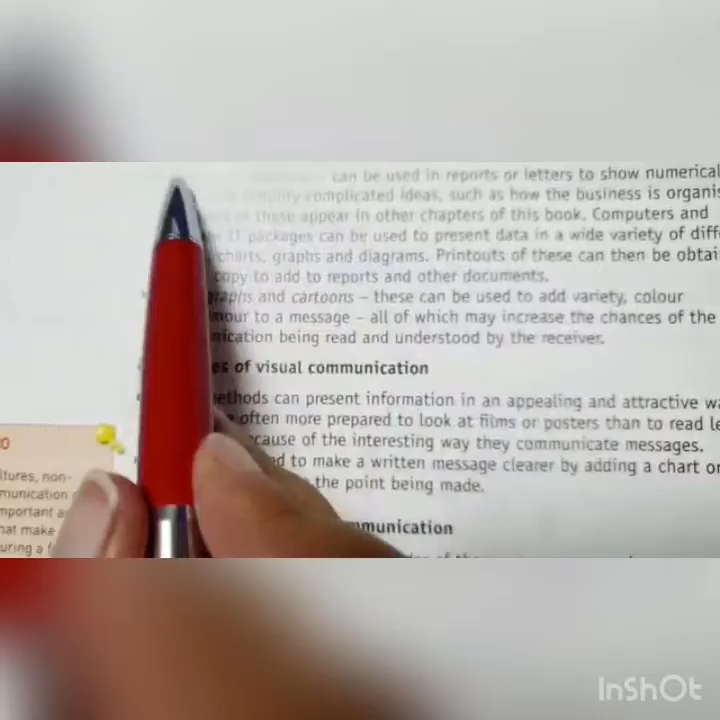 can be used in reports or letters to show numerical
simplify complicated ideas, such as how the business is organis
these appear in other chapters of this book. Computers and
IT packages can be used to present data in a wide variety of diff
charts, graphs and diagrams. Printouts of these can then be obtai
copy to add to reports and other documents.
graphs and cartoons – these can be used to add variety, colour
mour to a message – all of which may increase the chances of the
nication being read and understood by the receiver.
es of visual communication
ethods can present information in an appealing and attractive wa
often more prepared to look at films or posters than to read le
cause of the interesting way they communicate messages.
ed to make a written message clearer by adding a chart or
the point being made.
mmunication
O
ltures, non-
munication
mportant a
hat make
uring a f
InShOt